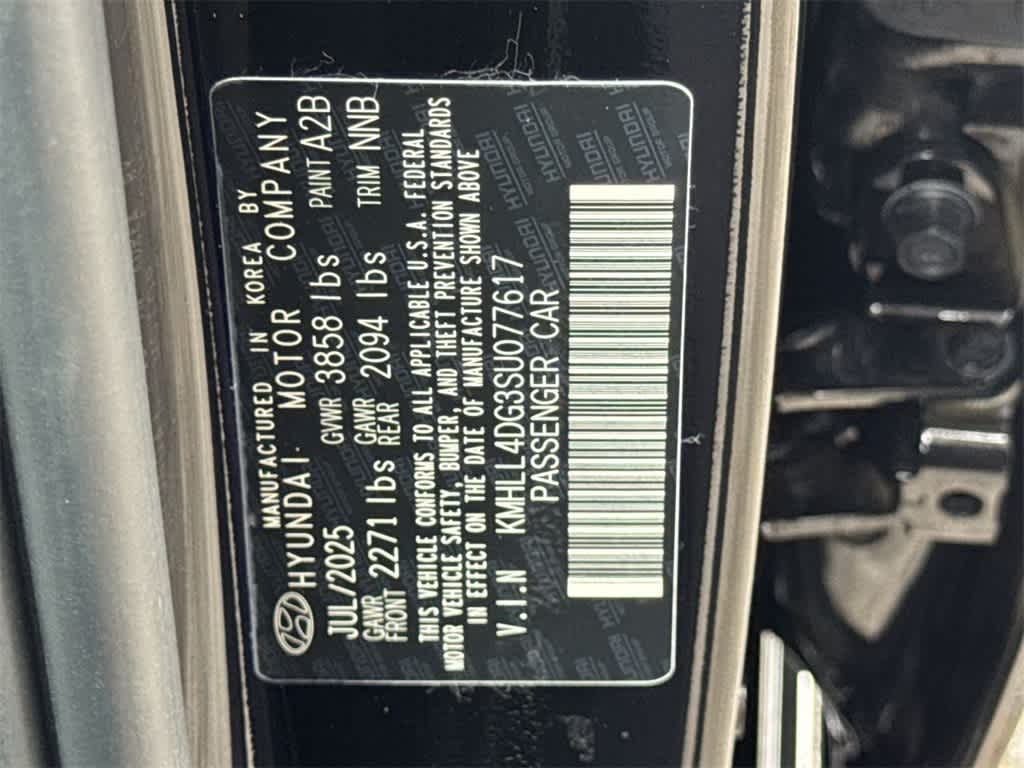 MANUFACTURED IN KOREA BY
HYUNDAI MOTOR COMPANY
JUL/2025 GVWR 3858 lbs PAINT A2B
GAWR FRONT 2271 lbs GAWR REAR 2094 lbs TRIM NNB
THIS VEHICLE CONFORMS TO ALL APPLICABLE U.S.A. FEDERAL
MOTOR VEHICLE SAFETY, BUMPER, AND THEFT PREVENTION STANDARDS
IN EFFECT ON THE DATE OF MANUFACTURE SHOWN ABOVE
V.I.N KMHLL4DG3SU077617
PASSENGER CAR